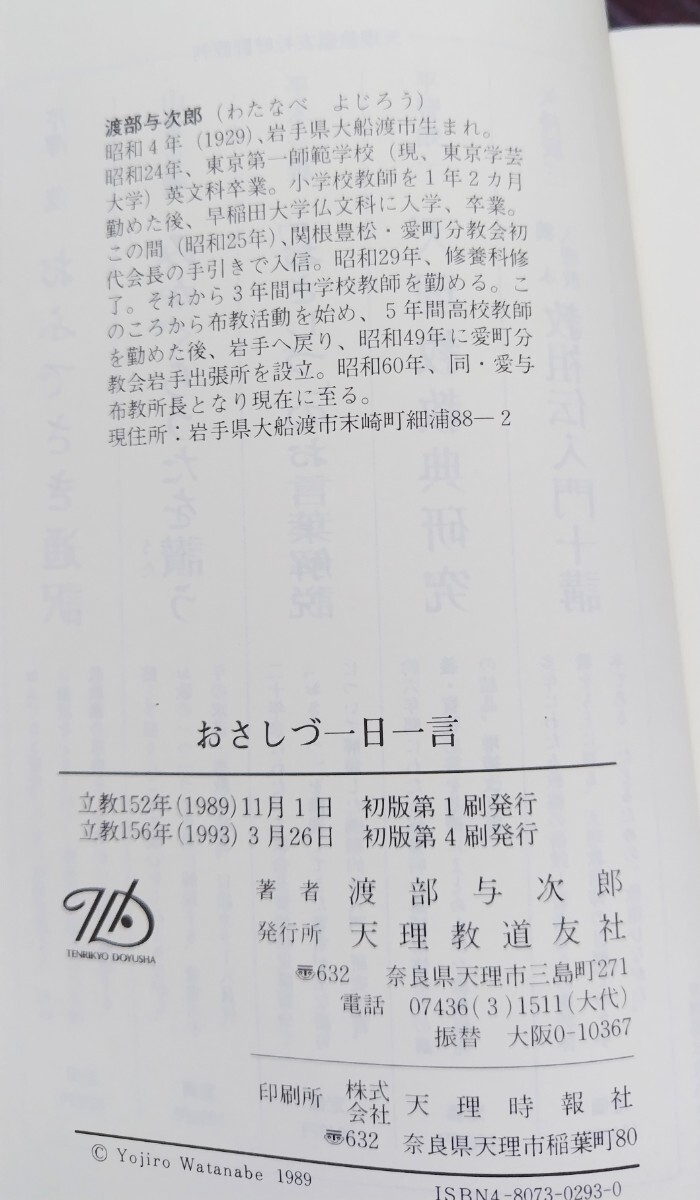 渡部与次郎（わたなべ　よじろう）
昭和４年（1929）、岩手県大船渡市生まれ。
昭和24年、東京第一師範学校（現、東京学芸
大学）英文科卒業。小学校教師を１年２ヵ月
勤めた後、早稲田大学仏文科に入学、卒業。
この間（昭和25年）、関根豊松・愛町分教会初
代会長の手引きで入信。昭和29年、修養科修
了。それから３年間中学校教師を勤める。こ
のころから布教活動を始め、５年間高校教師
を勤めた後、岩手へ戻り、昭和49年に愛町分
教会岩手出張所を設立。昭和60年、同・愛与
布教所長となり現在に至る。
現住所：岩手県大船渡市末崎町細浦88―２
おさしづ一日一言
立教152年(1989)11月１日　初版第１刷発行
立教156年(1993)３月26日　初版第４刷発行
TENRIKYO DOYUSHA
著者　渡部与次郎
発行所　天理教道友社
〒632　奈良県天理市三島町271
電話　07436(3)1511(大代)
振替　大阪0-10367
印刷所　株式会社　天理時報社
〒632　奈良県天理市稲葉町80
© Yojiro Watanabe 1989
ISBN4-8073-0293-0